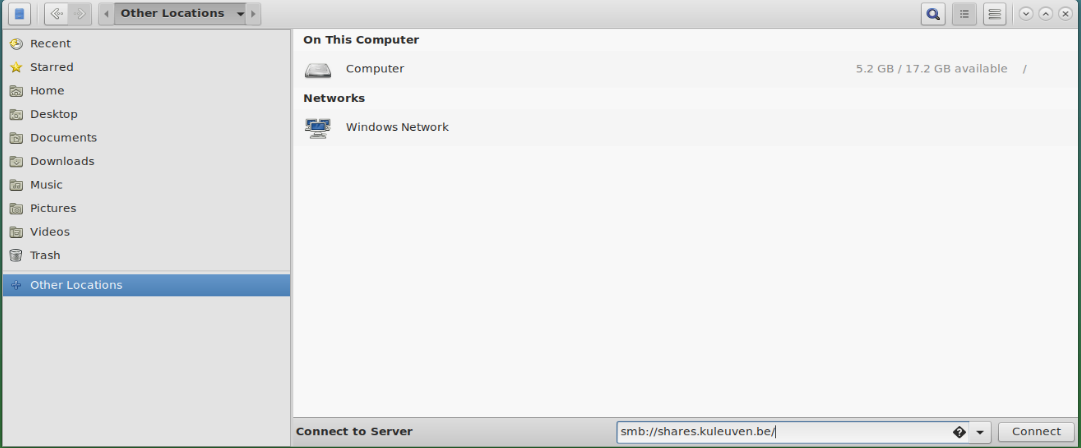 Other Locations
Recent
Starred
Home
Desktop
Documents
Downloads
Music
Pictures
Videos
Trash
Other Locations
On This Computer
Computer 5.2 GB / 17.2 GB available /
Networks
Windows Network
Connect to Server smb://shares.kuleuven.be/ Connect